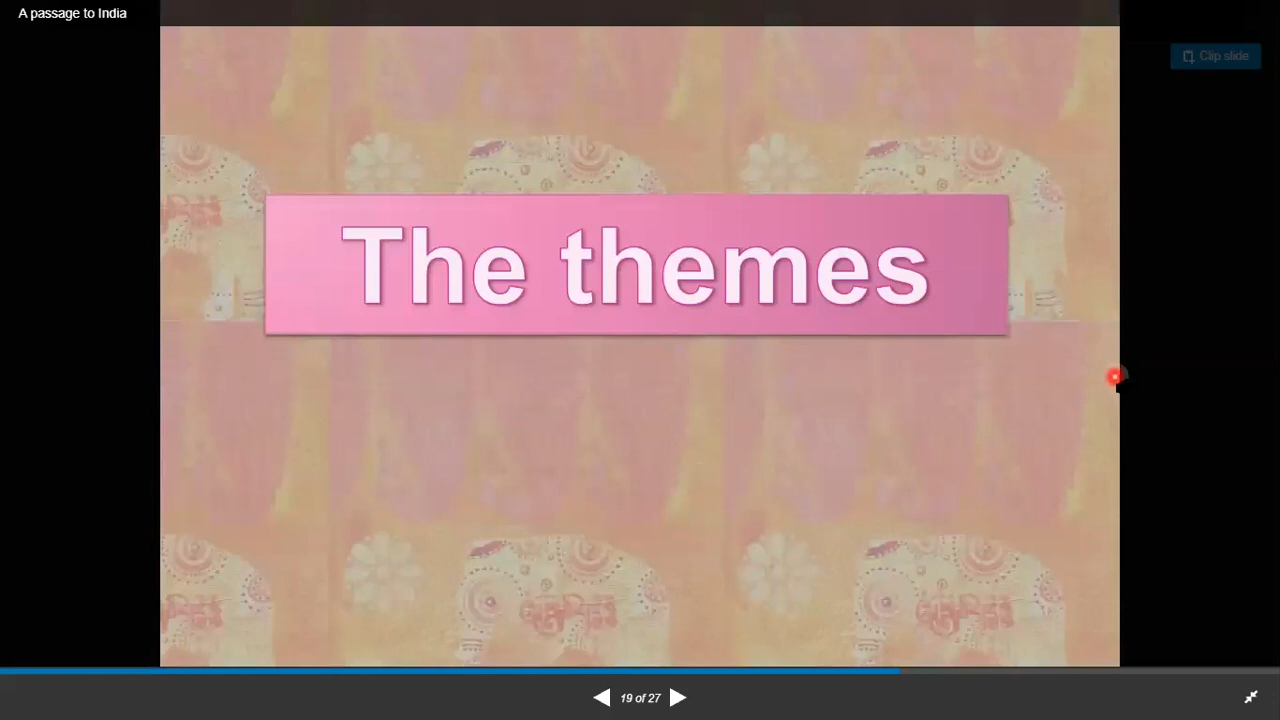 A passage to India
Clip slide
The themes
19 of 27